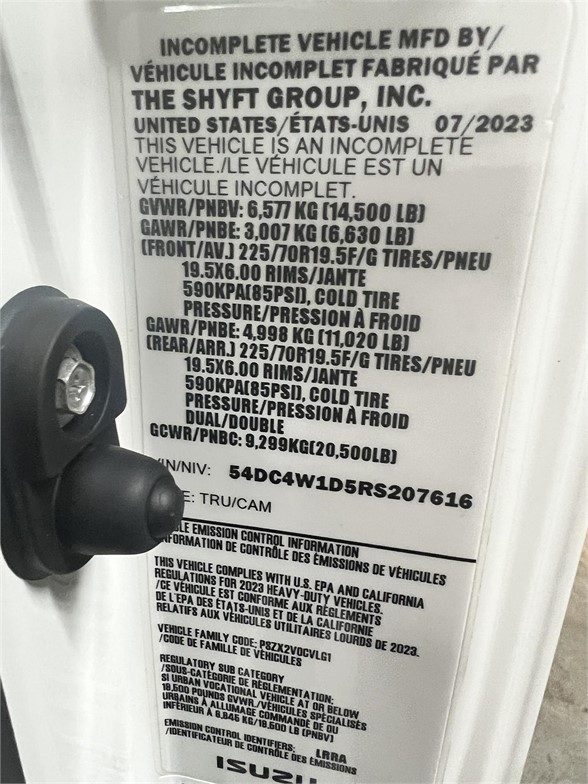 INCOMPLETE VEHICLE MFD BY/
VÉHICULE INCOMPLET FABRIQUÉ PAR
THE SHYFT GROUP, INC.
UNITED STATES/ÉTATS-UNIS 07/2023
THIS VEHICLE IS AN INCOMPLETE
VEHICLE./LE VÉHICULE EST UN
VÉHICULE INCOMPLET.
GVWR/PNBV: 6,577 KG (14,500 LB)
GAWR/PNBE: 3,007 KG (6,630 LB)
(FRONT/AV.) 225/70R19.5F/G TIRES/PNEU
19.5X6.00 RIMS/JANTE
590KPA(85PSI), COLD TIRE
PRESSURE/PRESSION À FROID
GAWR/PNBE: 4,998 KG (11,020 LB)
(REAR/ARR.) 225/70R19.5F/G TIRES/PNEU
19.5X6.00 RIMS/JANTE
590KPA(85PSI), COLD TIRE
PRESSURE/PRESSION À FROID
DUAL/DOUBLE
GCWR/PNBC: 9,299KG(20,500LB)
/IN/NIV: 54DC4W1D5RS207616
E: TRU/CAM
LE EMISSION CONTROL INFORMATION
FORMATION DE CONTRÔLE DES ÉMISSIONS DE VÉHICULES
THIS VEHICLE COMPLIES WITH U.S. EPA AND CALIFORNIA
REGULATIONS FOR 2023 HEAVY-DUTY VEHICLES.
/CE VÉHICULE EST CONFORME AUX RÈGLEMENTS
DE L'EPA DES ÉTATS-UNIS ET DE LA CALIFORNIE
RELATIFS AUX VÉHICULES UTILITAIRES LOURDS DE 2023.
VEHICLE FAMILY CODE: PSZX2VOCVLG1
/CODE DE FAMILLE DE VÉHICULES
REGULATORY SUB CATEGORY
/SOUS-CATÉGORIE DE RÉGLEMENTATION:
SI URBAN VOCATIONAL VEHICLE AT OR BELOW
19,500 POUNDS GVWR./VÉHICULES SPÉCIALISÉS
URBAINS À ALLUMAGE COMMANDÉ DE OU
INFÉRIEUR À 8,845 KG/19,500 LB (PNBV)
EMISSION CONTROL IDENTIFIERS: LRRA
/IDENTIFICATEUR DE CONTRÔLE DES ÉMISSIONS
ISUZU